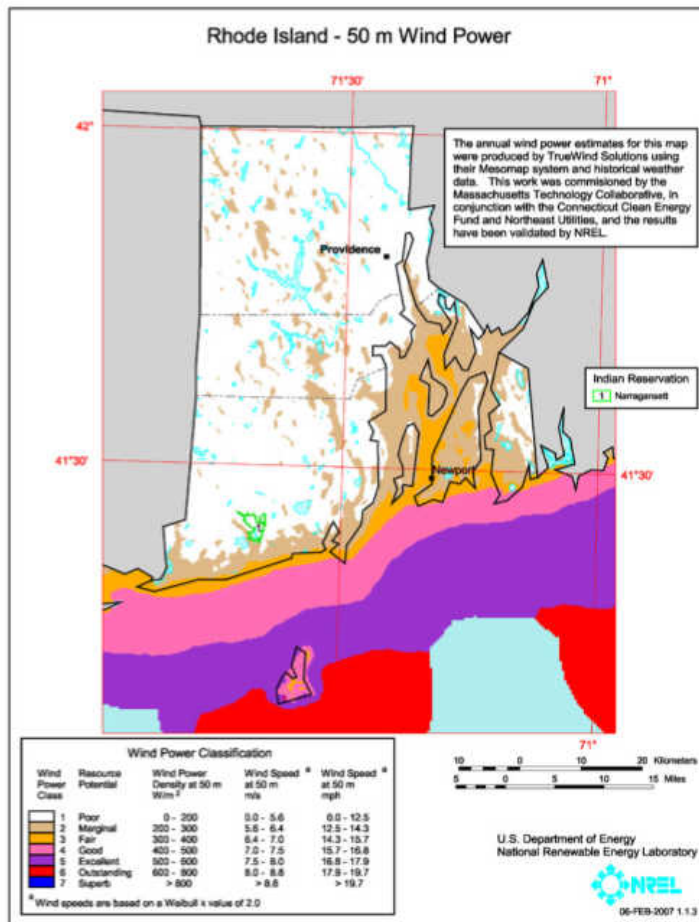 Rhode Island - 50 m Wind Power
71°30'
71°
42°
The annual wind power estimates for this map
were produced by TrueWind Solutions using
their Mesomap system and historical weather
data. This work was commisioned by the
Massachusetts Technology Collaborative, in
conjunction with the Connecticut Clean Energy
Fund and Northeast Utilities, and the results
have been validated by NREL.
Providence
Indian Reservation
1 Narragansett
41°30'
Newport
41°30'
71°
Wind Power Classification
Wind Power Class
Resource Potential
Wind Power Density at 50 m W/m 2
Wind Speed a at 50 m m/s
Wind Speed a at 50 m mph
1 Poor 0 - 200 0.0 - 5.6 0.0 - 12.5
2 Marginal 200 - 300 5.6 - 6.4 12.5 - 14.3
3 Fair 300 - 400 6.4 - 7.0 14.3 - 15.7
4 Good 400 - 500 7.0 - 7.5 15.7 - 16.8
5 Excellent 500 - 600 7.5 - 8.0 16.8 - 17.9
6 Outstanding 600 - 800 8.0 - 8.8 17.9 - 19.7
7 Superb > 800 > 8.8 > 19.7
a Wind speeds are based on a Weibull k value of 2.0
10 0 10 20 Kilometers
5 0 5 10 15 Miles
U.S. Department of Energy
National Renewable Energy Laboratory
NREL
06-FEB-2007 1.1.2